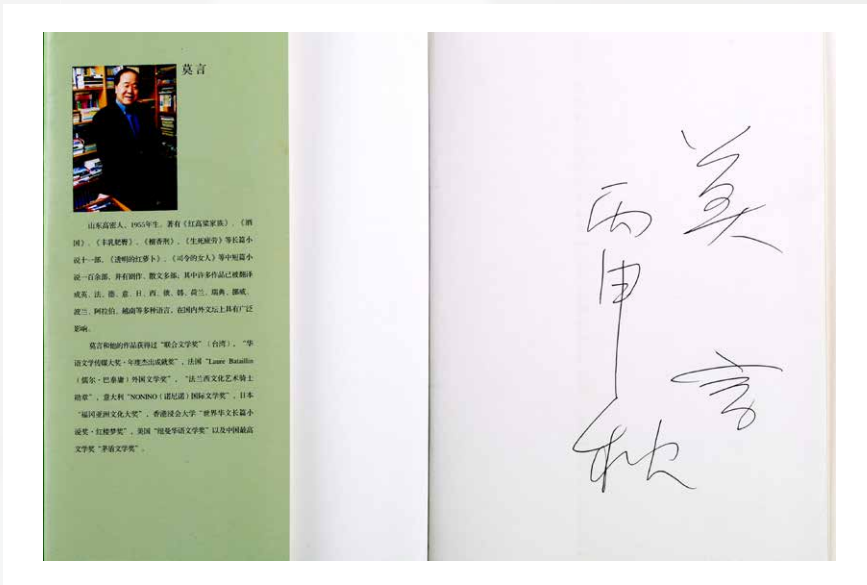 莫言
山东高密人，1955年生。著有《红高粱家族》、《酒
国》、《丰乳肥臀》、《檀香刑》、《生死疲劳》等长篇小
说十一部，《透明的红萝卜》、《司令的女人》等中短篇小
说一百余部，并有剧作、散文多部；其中许多作品已被翻译
成英、法、德、意、日、西、俄、韩、荷兰、瑞典、挪威、
波兰、阿拉伯、越南等多种语言，在国内外文坛上具有广泛
影响。
莫言和他的作品获得过“联合文学奖”（台湾），“华
语文学传媒大奖·年度杰出成就奖”，法国“Laure Bataillin
（儒尔·巴泰庸）外国文学奖”，“法兰西文化艺术骑士
勋章”，意大利“NONINO（诺尼诺）国际文学奖”，日本
“福冈亚洲文化大奖”，香港浸会大学“世界华文长篇小
说奖·红楼梦奖”，美国“纽曼华语文学奖”以及中国最高
文学奖“茅盾文学奖”。
莫言
丙申秋